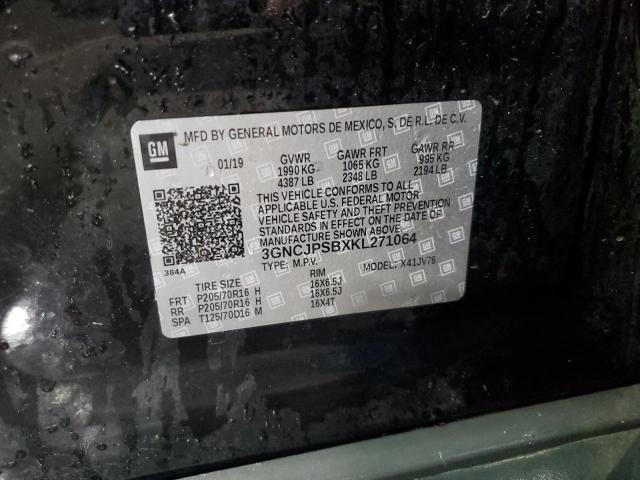 GM
MFD BY GENERAL MOTORS DE MEXICO, S. DE R.L. DE C.V.
01/19 GVWR GAWR FRT GAWR RR
1990 KG 1065 KG 995 KG
4387 LB 2348 LB 2194 LB
THIS VEHICLE CONFORMS TO ALL
APPLICABLE U.S. FEDERAL MOTOR
VEHICLE SAFETY AND THEFT PREVENTION
STANDARDS IN EFFECT ON THE DATE OF
MANUFACTURE SHOWN ABOVE.
3GNCJPSBXKL271064
384A TYPE: M.P.V. MODEL: X41JV76
TIRE SIZE RIM
FRT P205/70R16 H 16X6.5J
RR P205/70R16 H 16X6.5J
SPA T125/70D16 M 16X4T